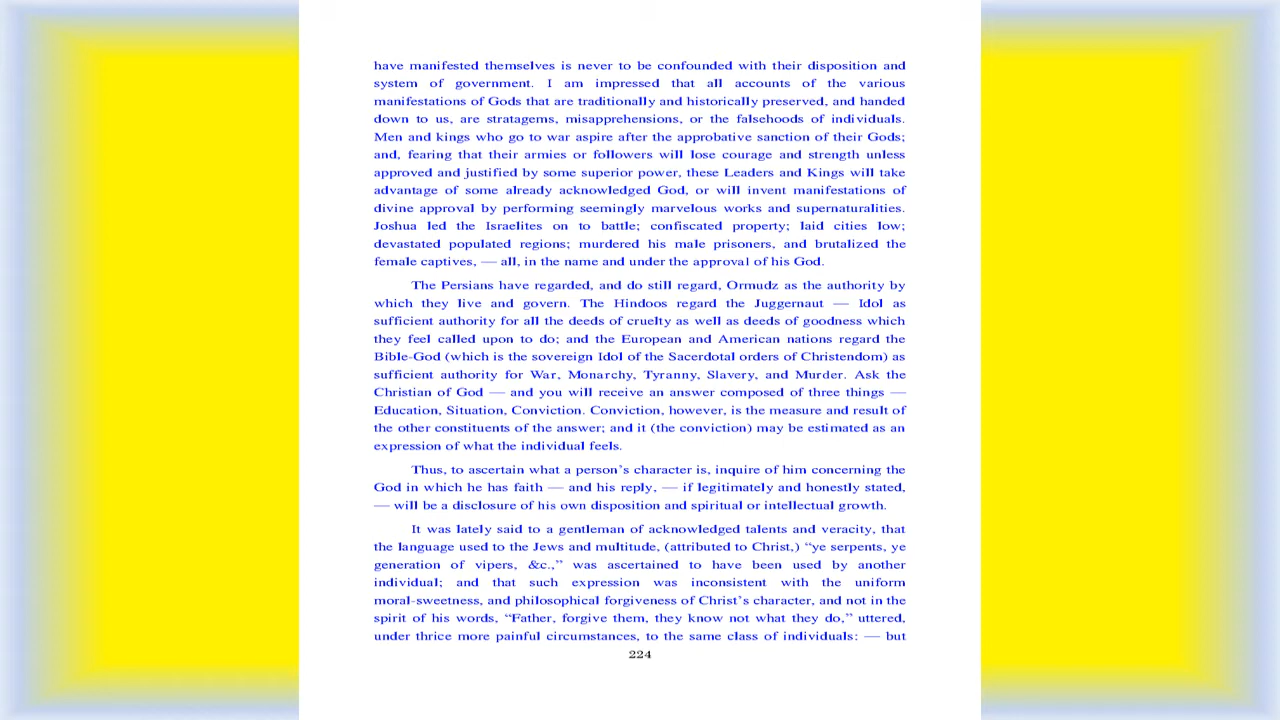 have manifested themselves is never to be confounded with their disposition and
system of government. I am impressed that all accounts of the various
manifestations of Gods that are traditionally and historically preserved, and handed
down to us, are stratagems, misapprehensions, or the falsehoods of individuals.
Men and kings who go to war aspire after the approbative sanction of their Gods;
and, fearing that their armies or followers will lose courage and strength unless
approved and justified by some superior power, these Leaders and Kings will take
advantage of some already acknowledged God, or will invent manifestations of
divine approval by performing seemingly marvelous works and supernaturalities.
Joshua led the Israelites on to battle; confiscated property; laid cities low;
devastated populated regions; murdered his male prisoners, and brutalized the
female captives, — all, in the name and under the approval of his God.
The Persians have regarded, and do still regard, Ormudz as the authority by
which they live and govern. The Hindoos regard the Juggernaut — Idol as
sufficient authority for all the deeds of cruelty as well as deeds of goodness which
they feel called upon to do; and the European and American nations regard the
Bible-God (which is the sovereign Idol of the Sacerdotal orders of Christendom) as
sufficient authority for War, Monarchy, Tyranny, Slavery, and Murder. Ask the
Christian of God — and you will receive an answer composed of three things —
Education, Situation, Conviction. Conviction, however, is the measure and result of
the other constituents of the answer; and it (the conviction) may be estimated as an
expression of what the individual feels.
Thus, to ascertain what a person’s character is, inquire of him concerning the
God in which he has faith — and his reply, — if legitimately and honestly stated,
— will be a disclosure of his own disposition and spiritual or intellectual growth.
It was lately said to a gentleman of acknowledged talents and veracity, that
the language used to the Jews and multitude, (attributed to Christ,) “ye serpents, ye
generation of vipers, &c.,” was ascertained to have been used by another
individual; and that such expression was inconsistent with the uniform
moral-sweetness, and philosophical forgiveness of Christ’s character, and not in the
spirit of his words, “Father, forgive them, they know not what they do,” uttered,
under thrice more painful circumstances, to the same class of individuals: — but
224